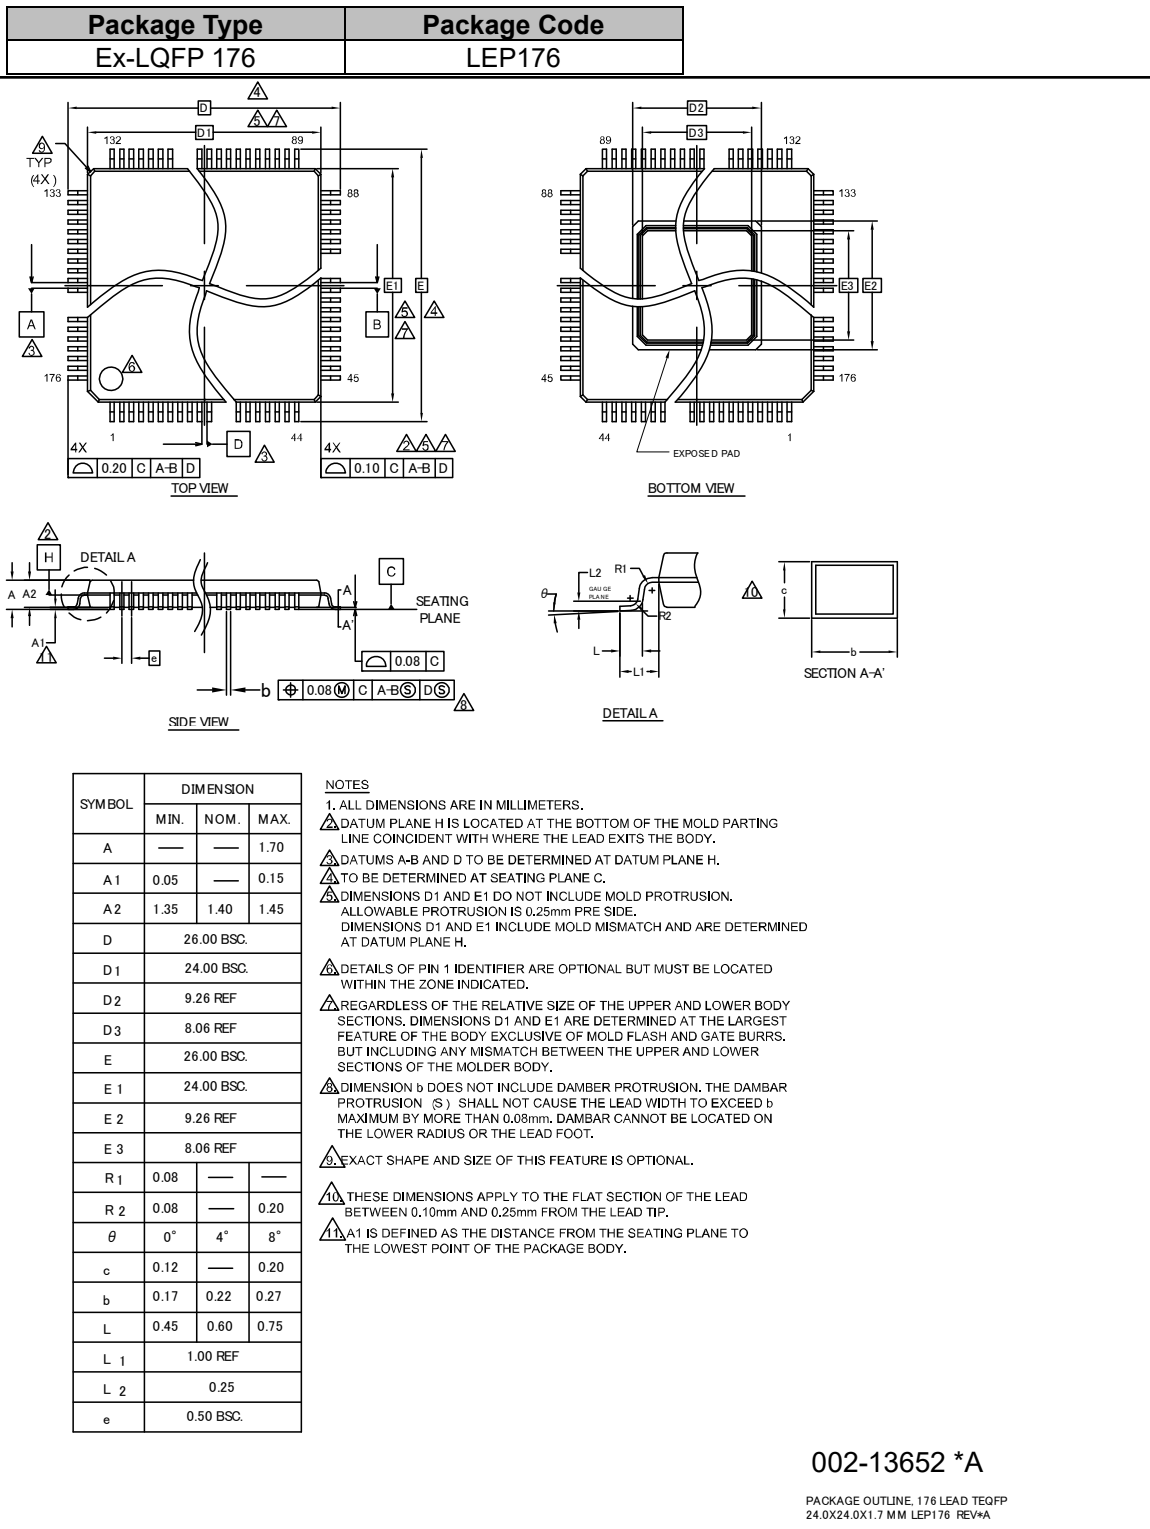 Package Type Package Code
Ex-LQFP 176 LEP176
4
D
5 7
D1
132 89
9
TYP
(4X)
133 88
E1 E
A B
3 5 4
7
6
176 45
1 44
D
3
4X
0.20 C A-B D
4X
2 5 7
0.10 C A-B D
TOP VIEW
D2
D3
89 132
88 133
E3 E2
45 176
44 1
EXPOSED PAD
BOTTOM VIEW
2
H DETAIL A
A A2
A
A'
C
SEATING
PLANE
A1
11
e
0.08 C
b 0.08 M C A-B S D S
8
SIDE VIEW
L2 R1
GAUGE
PLANE
θ
R2
L
L1
DETAIL A
10
c
b
SECTION A-A'
SYMBOL DIMENSION
MIN. NOM. MAX.
A — — 1.70
A1 0.05 — 0.15
A2 1.35 1.40 1.45
D 26.00 BSC.
D1 24.00 BSC.
D2 9.26 REF
D3 8.06 REF
E 26.00 BSC.
E1 24.00 BSC.
E2 9.26 REF
E3 8.06 REF
R1 0.08 — —
R2 0.08 — 0.20
θ 0° 4° 8°
c 0.12 — 0.20
b 0.17 0.22 0.27
L 0.45 0.60 0.75
L 1 1.00 REF
L 2 0.25
e 0.50 BSC.
NOTES
1. ALL DIMENSIONS ARE IN MILLIMETERS.
2. DATUM PLANE H IS LOCATED AT THE BOTTOM OF THE MOLD PARTING
LINE COINCIDENT WITH WHERE THE LEAD EXITS THE BODY.
3. DATUMS A-B AND D TO BE DETERMINED AT DATUM PLANE H.
4. TO BE DETERMINED AT SEATING PLANE C.
5. DIMENSIONS D1 AND E1 DO NOT INCLUDE MOLD PROTRUSION.
ALLOWABLE PROTRUSION IS 0.25mm PRE SIDE.
DIMENSIONS D1 AND E1 INCLUDE MOLD MISMATCH AND ARE DETERMINED
AT DATUM PLANE H.
6. DETAILS OF PIN 1 IDENTIFIER ARE OPTIONAL BUT MUST BE LOCATED
WITHIN THE ZONE INDICATED.
7. REGARDLESS OF THE RELATIVE SIZE OF THE UPPER AND LOWER BODY
SECTIONS. DIMENSIONS D1 AND E1 ARE DETERMINED AT THE LARGEST
FEATURE OF THE BODY EXCLUSIVE OF MOLD FLASH AND GATE BURRS.
BUT INCLUDING ANY MISMATCH BETWEEN THE UPPER AND LOWER
SECTIONS OF THE MOLDER BODY.
8. DIMENSION b DOES NOT INCLUDE DAMBER PROTRUSION. THE DAMBAR
PROTRUSION (S) SHALL NOT CAUSE THE LEAD WIDTH TO EXCEED b
MAXIMUM BY MORE THAN 0.08mm. DAMBAR CANNOT BE LOCATED ON
THE LOWER RADIUS OR THE LEAD FOOT.
9. EXACT SHAPE AND SIZE OF THIS FEATURE IS OPTIONAL.
10. THESE DIMENSIONS APPLY TO THE FLAT SECTION OF THE LEAD
BETWEEN 0.10mm AND 0.25mm FROM THE LEAD TIP.
11. A1 IS DEFINED AS THE DISTANCE FROM THE SEATING PLANE TO
THE LOWEST POINT OF THE PACKAGE BODY.
002-13652 *A
PACKAGE OUTLINE, 176 LEAD TEQFP
24.0X24.0X1.7 MM LEP176 REV*A